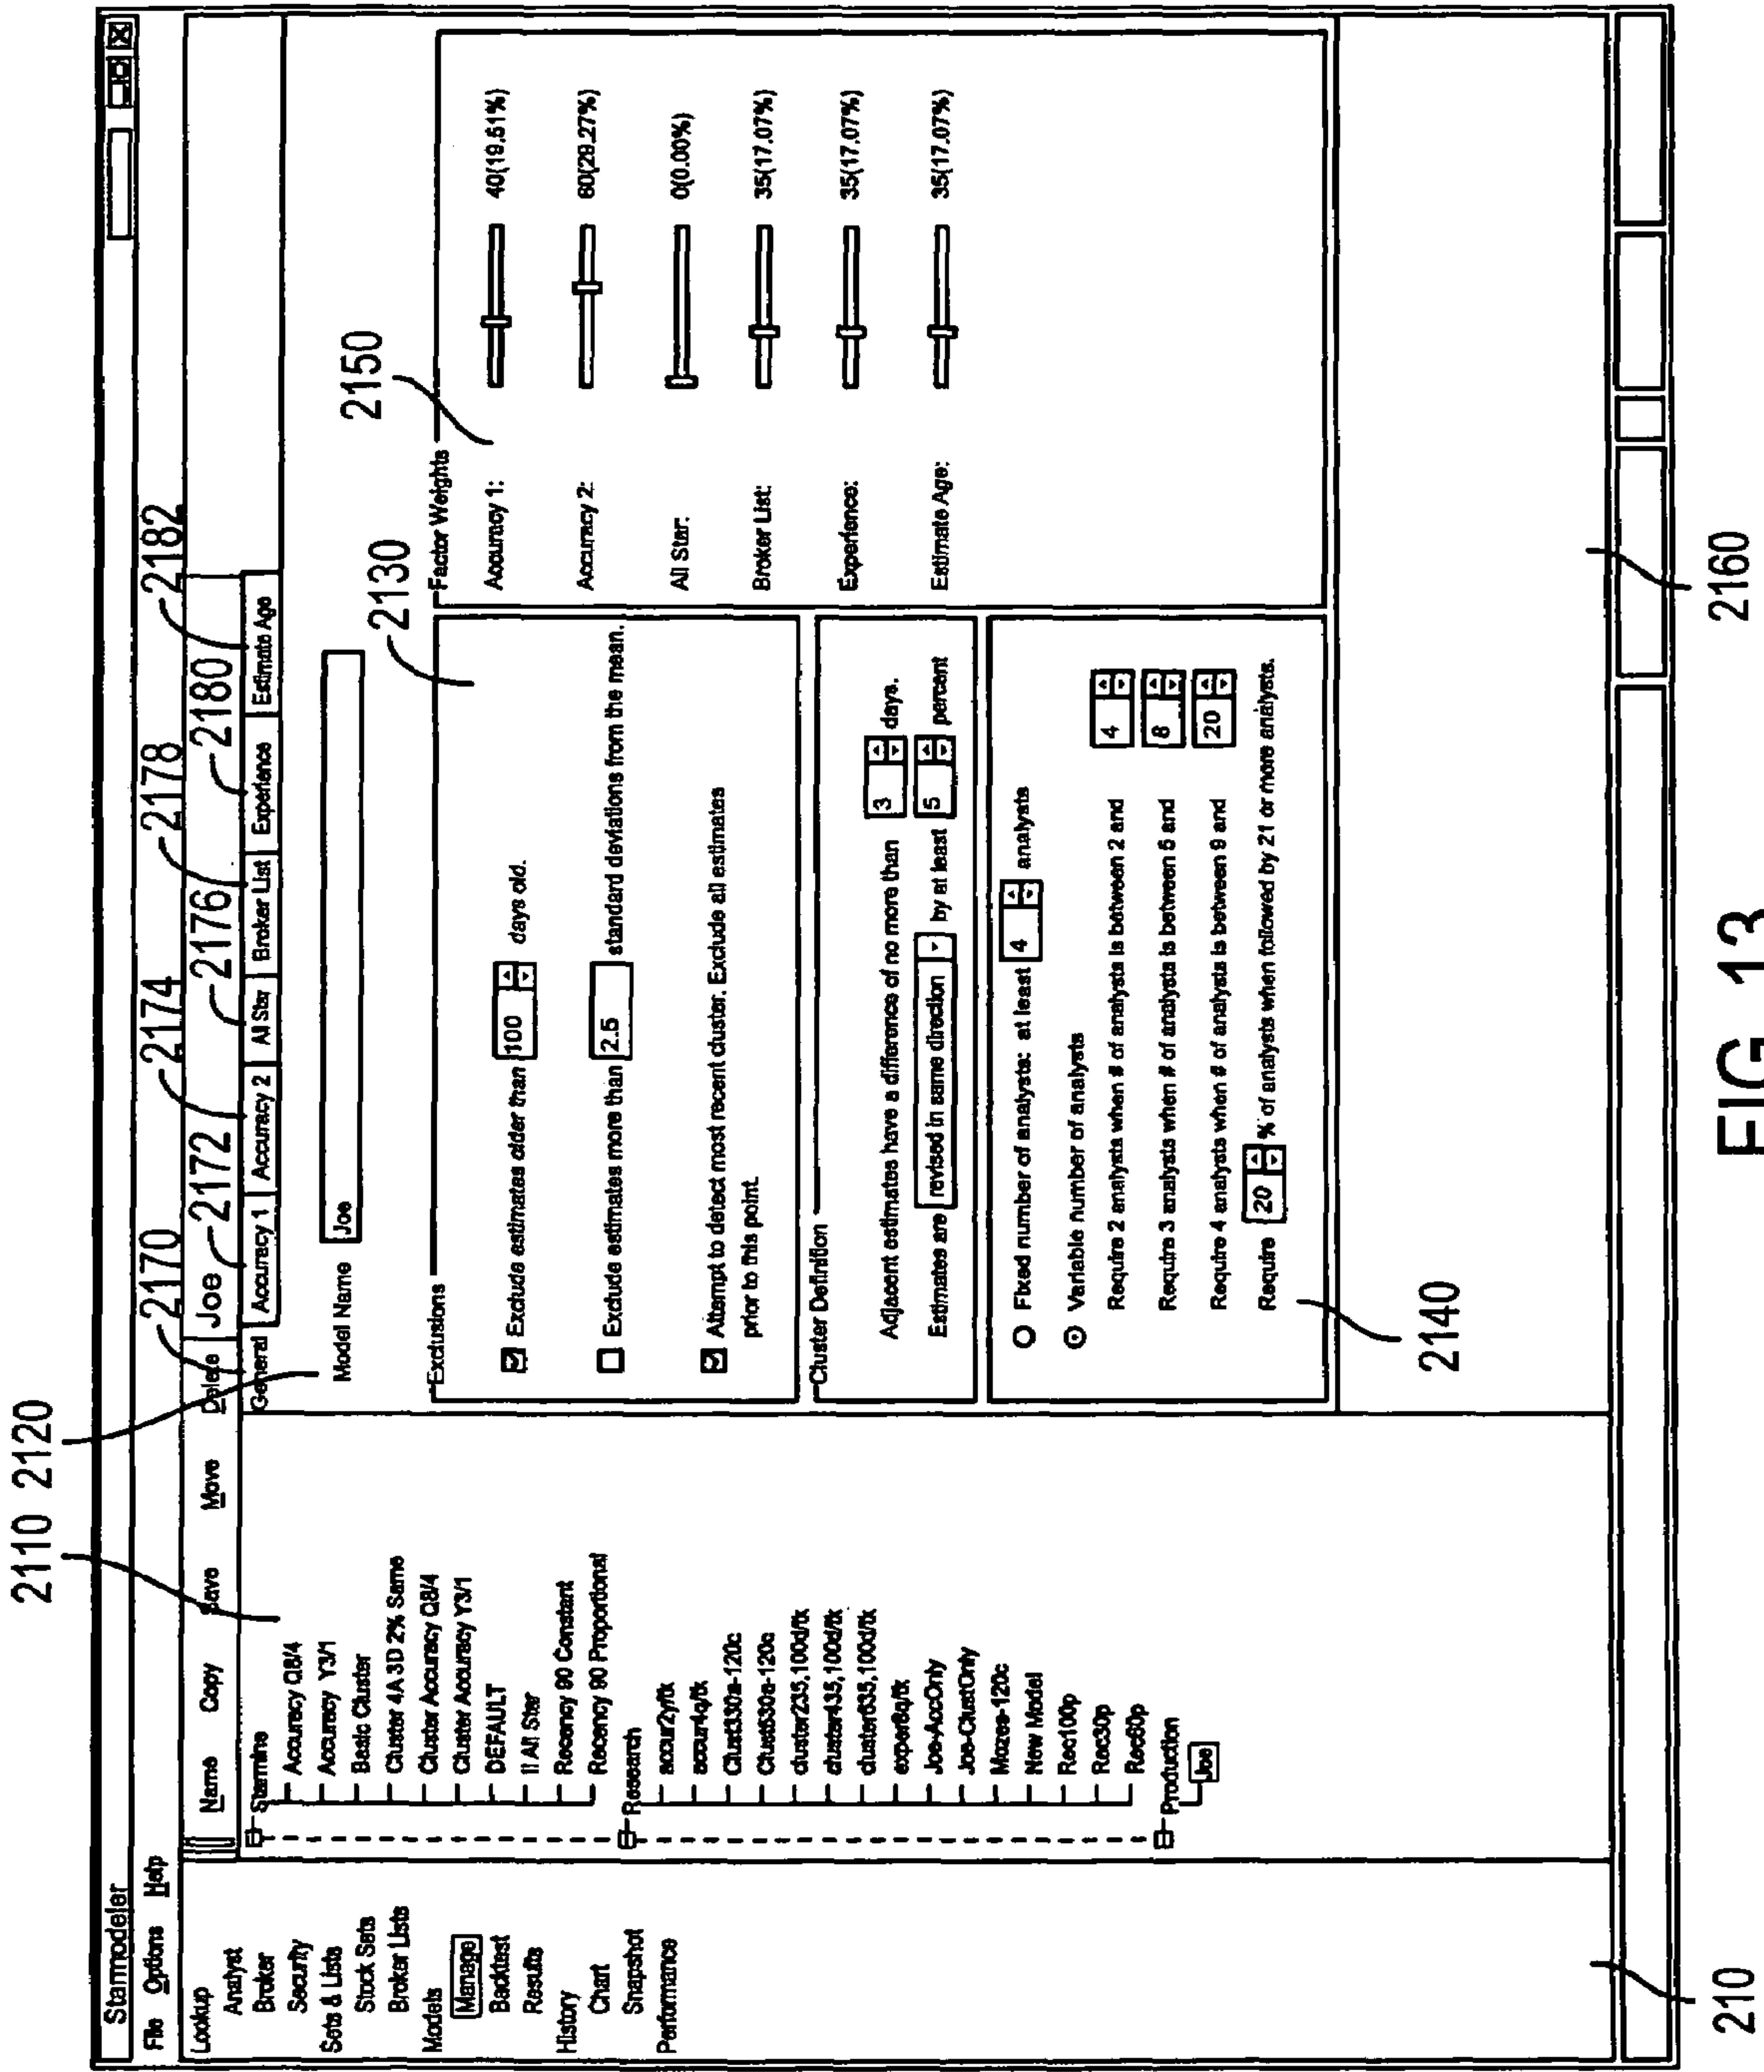 2110 2120
2170
2172
2174
2176
2178
2180
2182
Starmodeler
File Options Help
Name Copy Save Move Delete Joe
Lookup
Analyst
Broker
Security
Sets & Lists
Stock Sets
Broker Lists
Models
Manage
Backtest
Results
History
Chart
Snapshot
Performance
Starmine
Accuracy Q8/4
Accuracy Y3/1
Basic Cluster
Cluster 4A 3D 2% Same
Cluster Accuracy Q8/4
Cluster Accuracy Y3/1
DEFAULT
II All Star
Recency 90 Constant
Recency 90 Proportional
Research
accur2y/fx
accur4q/fx
Clust330a-120c
Clust530a-120c
cluster235,100d/fx
cluster435,100d/fx
cluster635,100d/fx
exper8q/fx
Joe-AccOnly
Joe-ClustOnly
Mozes-120c
New Model
Rec100p
Rec30p
Rec60p
Production
Joe
General Accuracy 1 Accuracy 2 All Star Broker List Experience Estimate Age
Model Name Joe
Exclusions
2130
Exclude estimates older than 100 days old.
Exclude estimates more than 2.5 standard deviations from the mean.
Attempt to detect most recent cluster. Exclude all estimates
prior to this point.
Cluster Definition
Adjacent estimates have a difference of no more than 3 days.
Estimates are revised in same direction by at least 5 percent
Fixed number of analysts: at least 4 analysts
Variable number of analysts
Require 2 analysts when # of analysts is between 2 and 4
Require 3 analysts when # of analysts is between 5 and 8
Require 4 analysts when # of analysts is between 9 and 20
Require 20 % of analysts when followed by 21 or more analysts.
2140
Factor Weights
2150
Accuracy 1: 40(19.51%)
Accuracy 2: 60(29.27%)
All Star: 0(0.00%)
Broker List: 35(17.07%)
Experience: 35(17.07%)
Estimate Age: 35(17.07%)
210
2160
FIG. 13